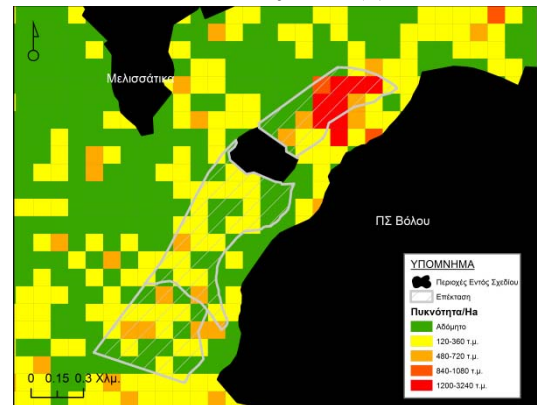 Μελισσάτικα
ΠΣ Βόλου
ΥΠΟΜΝΗΜΑ
Περιοχές Εντός Σχεδίου
Επέκταση
Πυκνότητα/Ha
Αδόμητο
120-360 τ.μ.
480-720 τ.μ.
840-1080 τ.μ.
1200-3240 τ.μ.
0 0.15 0.3 Χλμ.